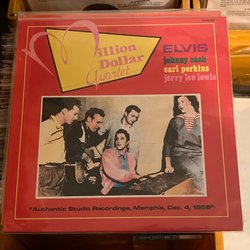 Million
Dollar
Quartet
ELVIS
johnny cash
carl perkins
jerry lee lewis
"Authentic Studio Recordings, Memphis, Dec. 4, 1956"